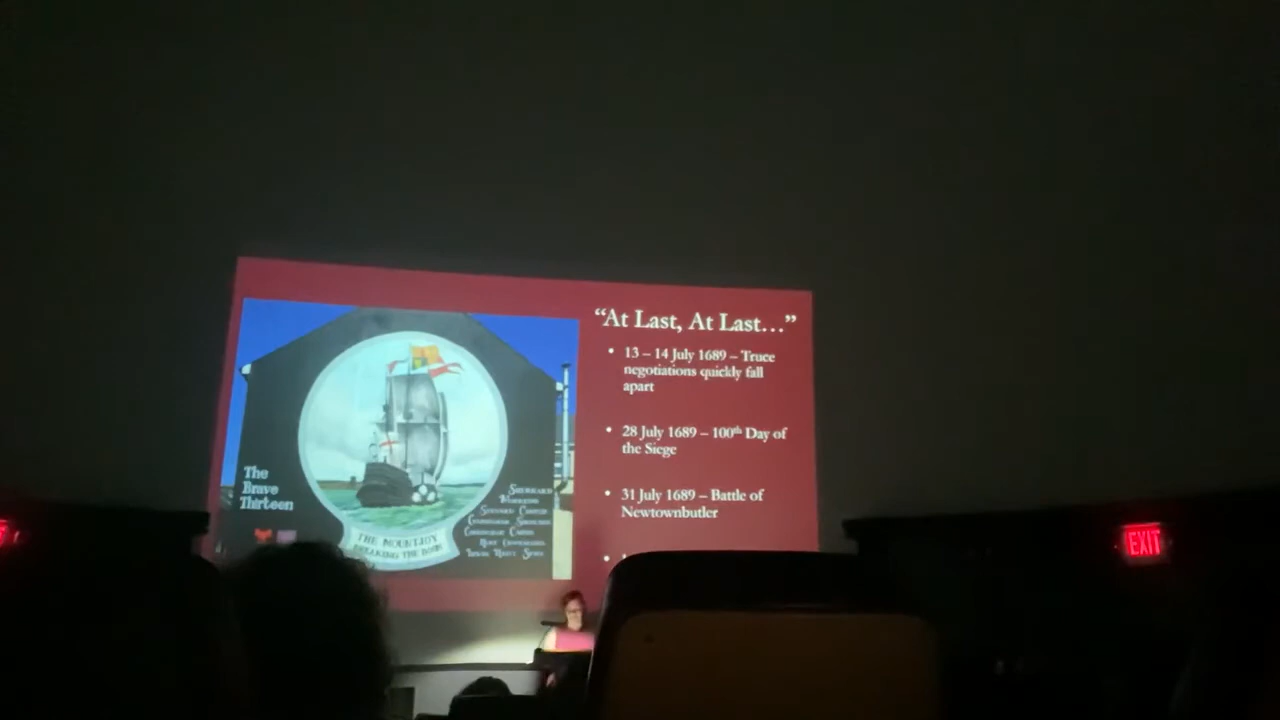 “At Last, At Last…”
• 13 – 14 July 1689 – Truce
negotiations quickly fall
apart
• 28 July 1689 – 100th Day of
the Siege
• 31 July 1689 – Battle of
Newtownbutler
The
Brave
Thirteen
THE MOUNTJOY
BREAKING THE BOOM
EXIT